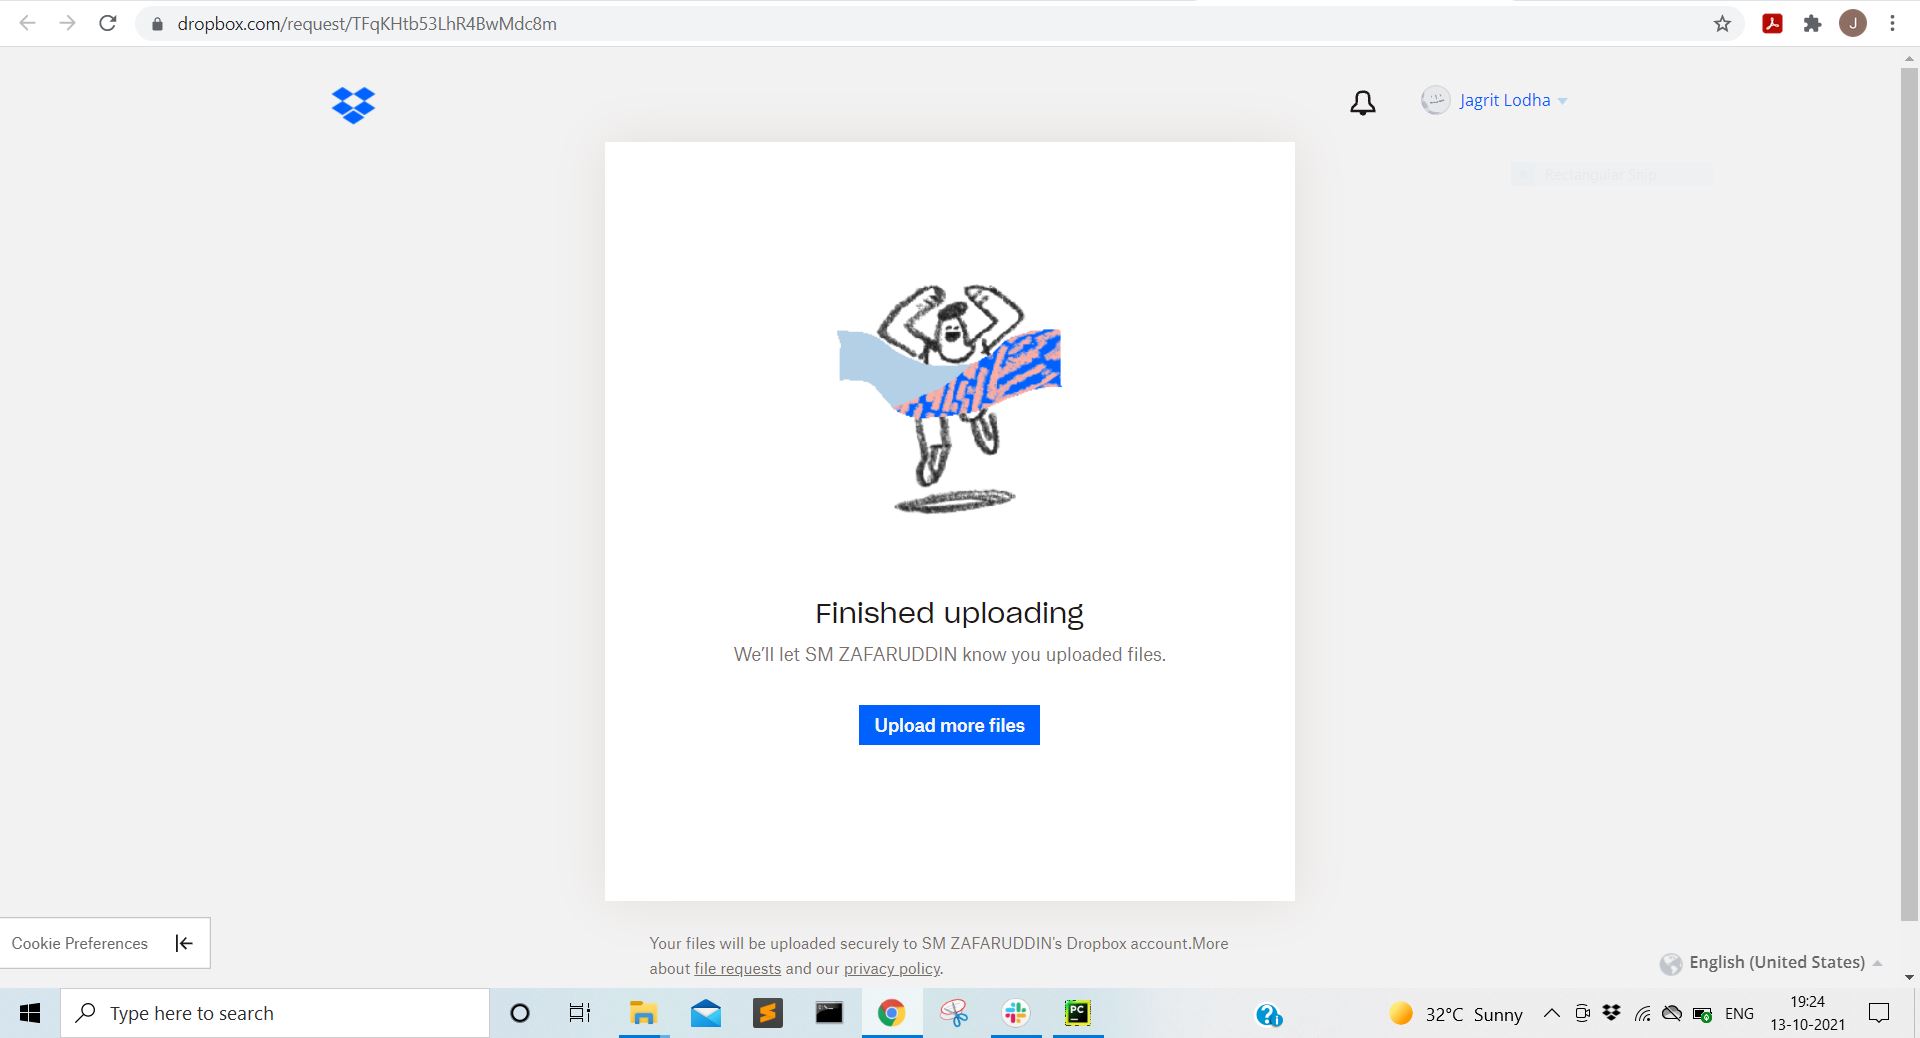 dropbox.com/request/TFqKHtb53LhR4BwMdc8m
J
Jagrit Lodha
Rectangular Snip
Finished uploading
We'll let SM ZAFARUDDIN know you uploaded files.
Upload more files
Cookie Preferences
Your files will be uploaded securely to SM ZAFARUDDIN's Dropbox account.More
about file requests and our privacy policy.
English (United States)
Type here to search
PC
32°C Sunny
ENG
19:24
13-10-2021